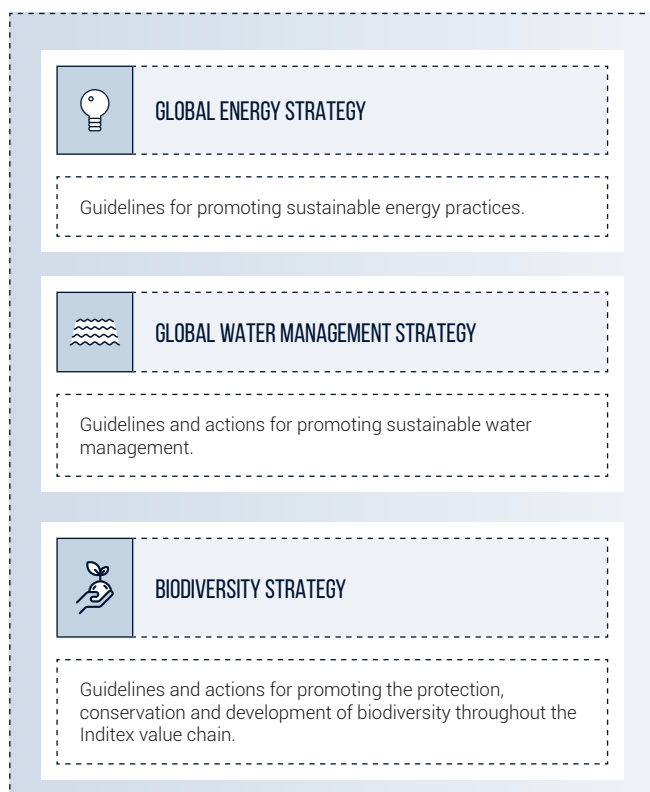 GLOBAL ENERGY STRATEGY
Guidelines for promoting sustainable energy practices.
GLOBAL WATER MANAGEMENT STRATEGY
Guidelines and actions for promoting sustainable water
management.
BIODIVERSITY STRATEGY
Guidelines and actions for promoting the protection,
conservation and development of biodiversity throughout the
Inditex value chain.